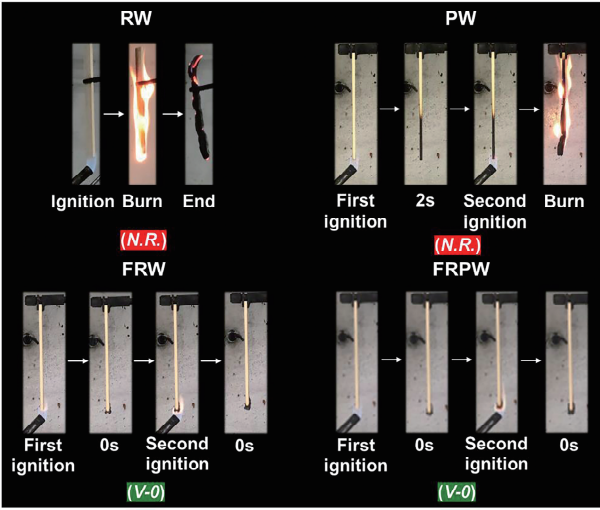 RW
Ignition Burn End
(N.R.)
PW
First ignition 2s Second ignition Burn
(N.R.)
FRW
First ignition 0s Second ignition 0s
(V-0)
FRPW
First ignition 0s Second ignition 0s
(V-0)